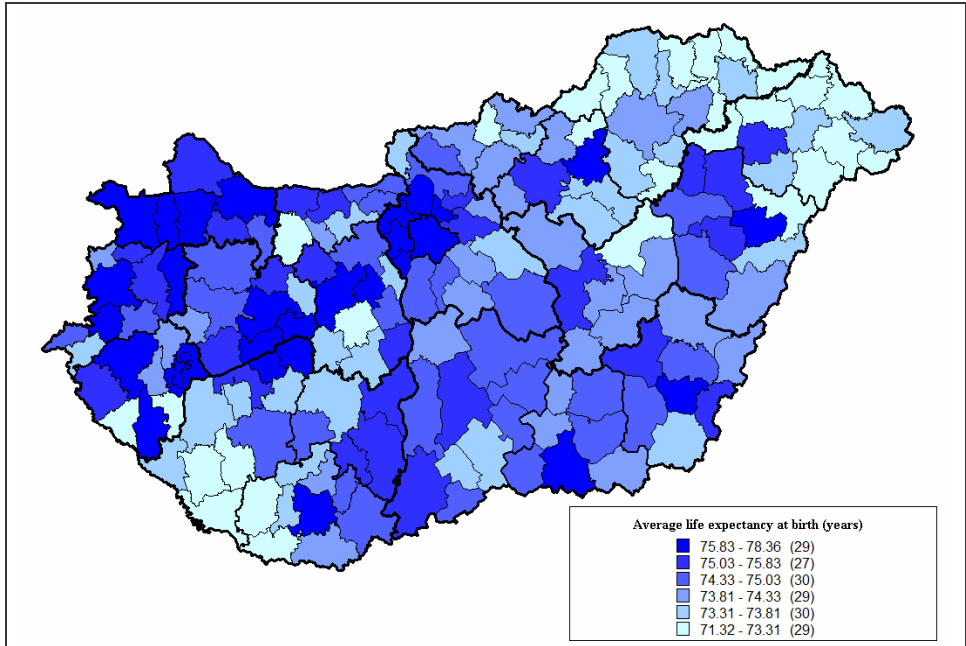 Average life expectancy at birth (years)
75.83 - 78.36 (29)
75.03 - 75.83 (27)
74.33 - 75.03 (30)
73.81 - 74.33 (29)
73.31 - 73.81 (30)
71.32 - 73.31 (29)